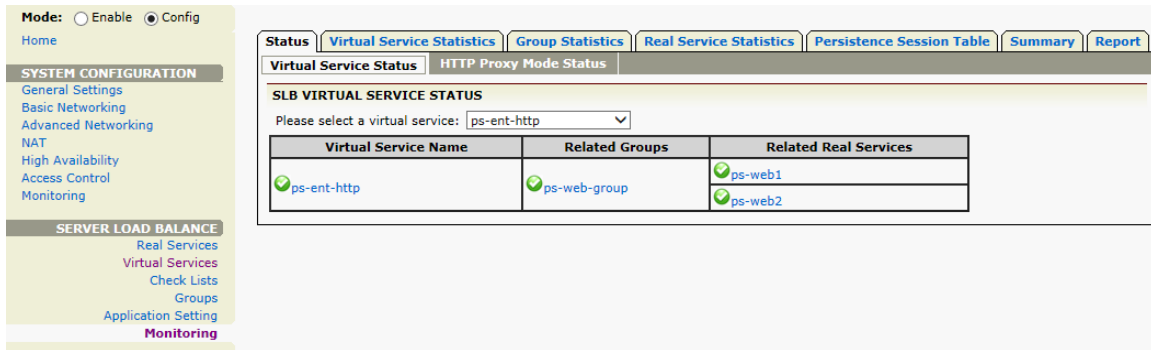 Mode: Enable Config
Home
SYSTEM CONFIGURATION
General Settings
Basic Networking
Advanced Networking
NAT
High Availability
Access Control
Monitoring
SERVER LOAD BALANCE
Real Services
Virtual Services
Check Lists
Groups
Application Setting
Monitoring
Status Virtual Service Statistics Group Statistics Real Service Statistics Persistence Session Table Summary Report
Virtual Service Status HTTP Proxy Mode Status
SLB VIRTUAL SERVICE STATUS
Please select a virtual service: ps-ent-http
Virtual Service Name Related Groups Related Real Services
ps-ent-http ps-web-group ps-web1
ps-web2